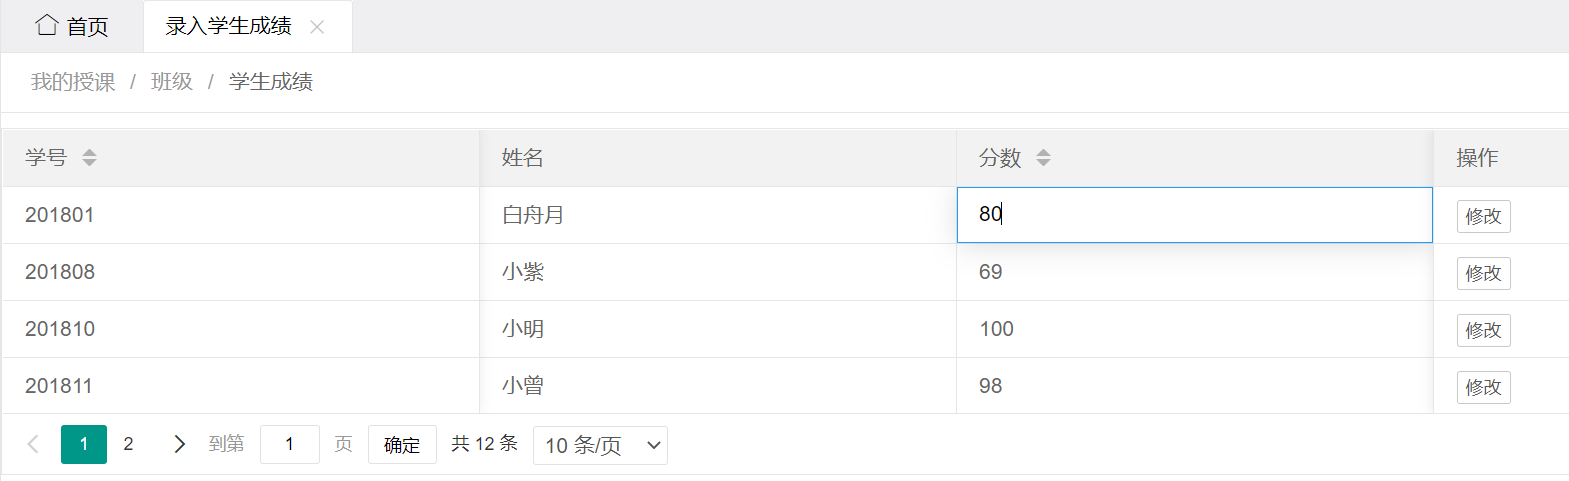 首页 录入学生成绩
我的授课 / 班级 / 学生成绩
学号 姓名 分数 操作
201801 白舟月 80 修改
201808 小紫 69 修改
201810 小明 100 修改
201811 小曾 98 修改
1 2 到第 1 页 确定 共 12 条 10 条/页